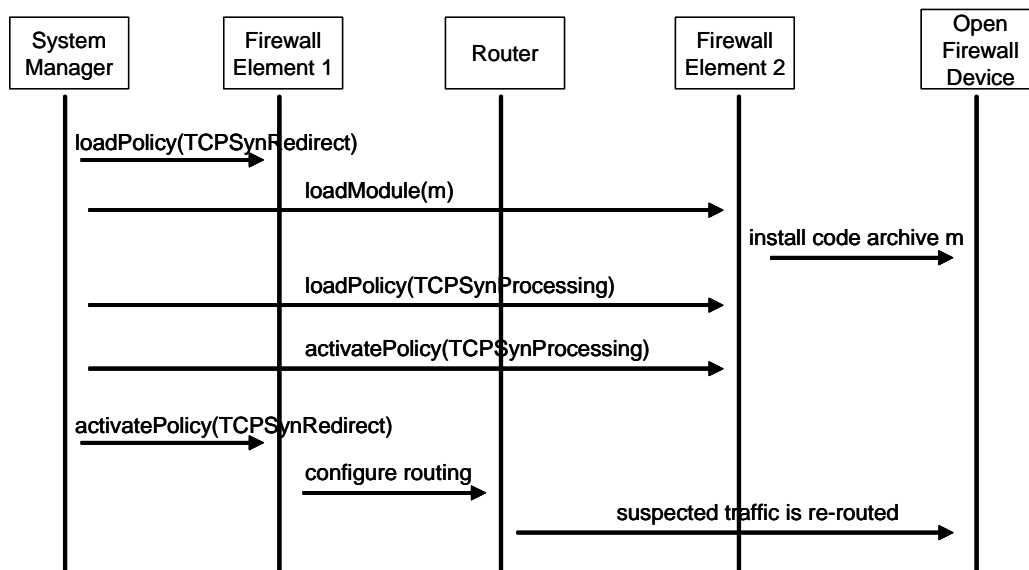 System
Manager
Firewall
Element 1
Router
Firewall
Element 2
Open
Firewall
Device
loadPolicy(TCPSynRedirect)
loadModule(m)
install code archive m
loadPolicy(TCPSynProcessing)
activatePolicy(TCPSynProcessing)
activatePolicy(TCPSynRedirect)
configure routing
suspected traffic is re-routed